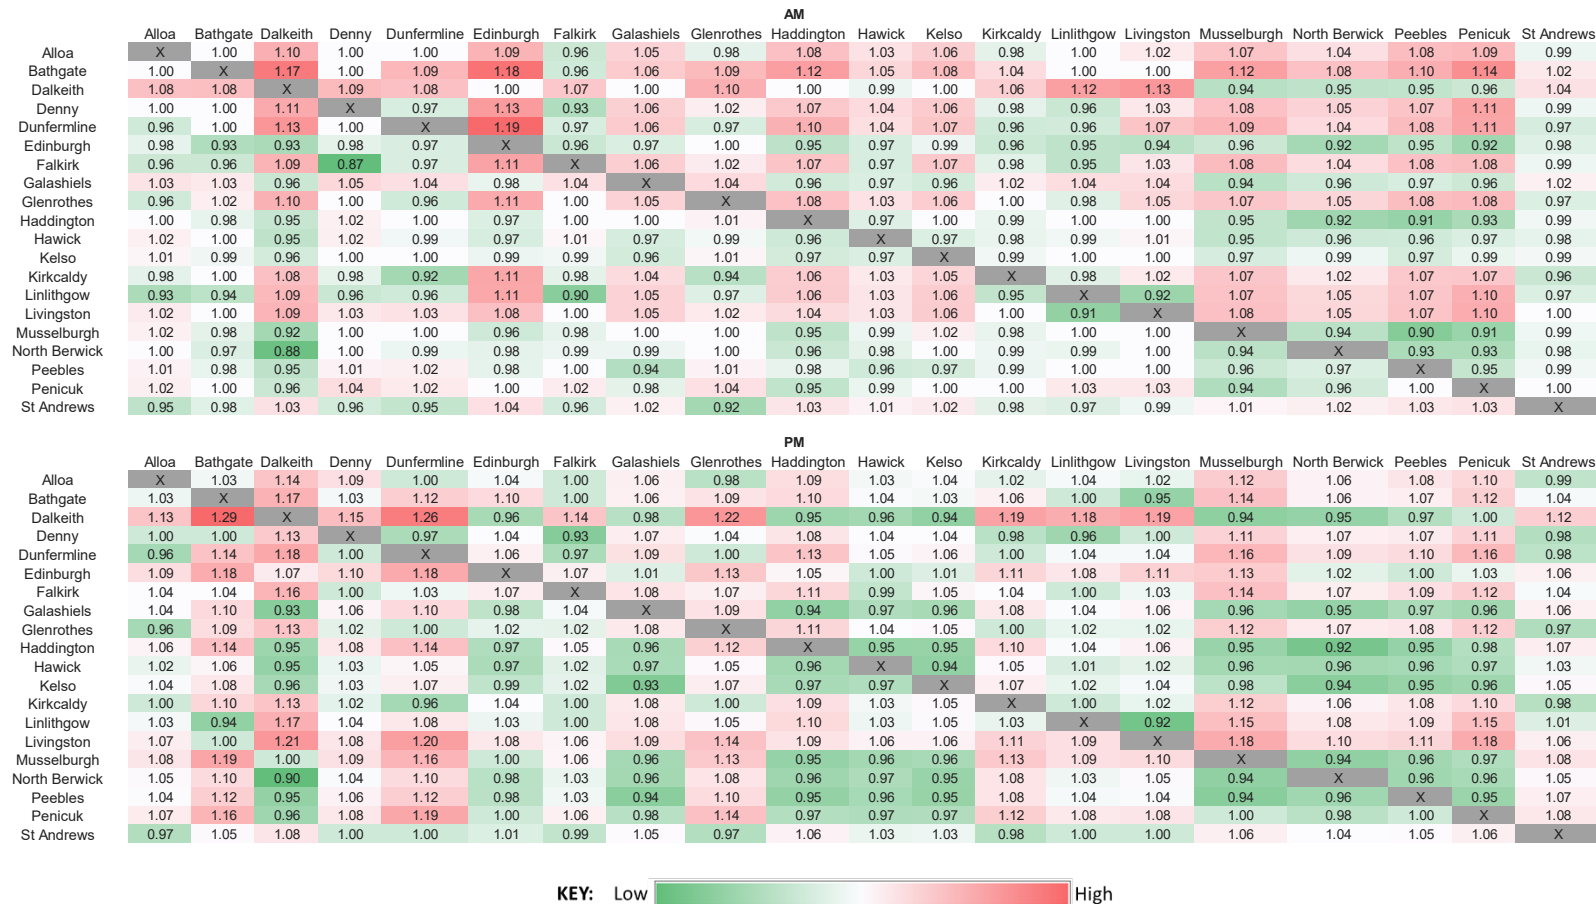 AM
Alloa Bathgate Dalkeith Denny Dunfermline Edinburgh Falkirk Galashiels Glenrothes Haddington Hawick Kelso Kirkcaldy Linlithgow Livingston Musselburgh North Berwick Peebles Penicuk St Andrews
Alloa X 1.00 1.10 1.00 1.00 1.09 0.96 1.05 0.98 1.08 1.03 1.06 0.98 1.00 1.02 1.07 1.04 1.08 1.09 0.99
Bathgate 1.00 X 1.17 1.00 1.09 1.18 0.96 1.06 1.09 1.12 1.05 1.08 1.04 1.00 1.00 1.12 1.08 1.10 1.14 1.02
Dalkeith 1.08 1.08 X 1.09 1.08 1.00 1.07 1.00 1.10 1.00 0.99 1.00 1.06 1.12 1.13 0.94 0.95 0.95 0.96 1.04
Denny 1.00 1.00 1.11 X 0.97 1.13 0.93 1.06 1.02 1.07 1.04 1.06 0.98 0.96 1.03 1.08 1.05 1.07 1.11 0.99
Dunfermline 0.96 1.00 1.13 1.00 X 1.19 0.97 1.06 0.97 1.10 1.04 1.07 0.96 0.96 1.07 1.09 1.04 1.08 1.11 0.97
Edinburgh 0.98 0.93 0.93 0.98 0.97 X 0.96 0.97 1.00 0.95 0.97 0.99 0.96 0.95 0.94 0.96 0.92 0.95 0.92 0.98
Falkirk 0.96 0.96 1.09 0.87 0.97 1.11 X 1.06 1.02 1.07 0.97 1.07 0.98 0.95 1.03 1.08 1.04 1.08 1.08 0.99
Galashiels 1.03 1.03 0.96 1.05 1.04 0.98 1.04 X 1.04 0.96 0.97 0.96 1.02 1.04 1.04 0.94 0.96 0.97 0.96 1.02
Glenrothes 0.96 1.02 1.10 1.00 0.96 1.11 1.00 1.05 X 1.08 1.03 1.06 1.00 0.98 1.05 1.07 1.05 1.08 1.08 0.97
Haddington 1.00 0.98 0.95 1.02 1.00 0.97 1.00 1.00 1.01 X 0.97 1.00 0.99 1.00 1.00 0.95 0.92 0.91 0.93 0.99
Hawick 1.02 1.00 0.95 1.02 0.99 0.97 1.01 0.97 0.99 0.96 X 0.97 0.98 0.99 1.01 0.95 0.96 0.96 0.97 0.98
Kelso 1.01 0.99 0.96 1.00 1.00 0.99 0.99 0.96 1.01 0.97 0.97 X 0.99 1.00 1.00 0.97 0.99 0.97 0.99 0.99
Kirkcaldy 0.98 1.00 1.08 0.98 0.92 1.11 0.98 1.04 0.94 1.06 1.03 1.05 X 0.98 1.02 1.07 1.02 1.07 1.07 0.96
Linlithgow 0.93 0.94 1.09 0.96 0.96 1.11 0.90 1.05 0.97 1.06 1.03 1.06 0.95 X 0.92 1.07 1.05 1.07 1.10 0.97
Livingston 1.02 1.00 1.09 1.03 1.03 1.08 1.00 1.05 1.02 1.04 1.03 1.06 1.00 0.91 X 1.08 1.05 1.07 1.10 1.00
Musselburgh 1.02 0.98 0.92 1.00 1.00 0.96 0.98 1.00 1.00 0.95 0.99 1.02 0.98 1.00 1.00 X 0.94 0.90 0.91 0.99
North Berwick 1.00 0.97 0.88 1.00 0.99 0.98 0.99 0.99 1.00 0.96 0.98 1.00 0.99 0.99 1.00 0.94 X 0.93 0.93 0.98
Peebles 1.01 0.98 0.95 1.01 1.02 0.98 1.00 0.94 1.01 0.98 0.96 0.97 0.99 1.00 1.00 0.96 0.97 X 0.95 0.99
Penicuk 1.02 1.00 0.96 1.04 1.02 1.00 1.02 0.98 1.04 0.95 0.99 1.00 1.00 1.03 1.03 0.94 0.96 1.00 X 1.00
St Andrews 0.95 0.98 1.03 0.96 0.95 1.04 0.96 1.02 0.92 1.03 1.01 1.02 0.98 0.97 0.99 1.01 1.02 1.03 1.03 X
PM
Alloa Bathgate Dalkeith Denny Dunfermline Edinburgh Falkirk Galashiels Glenrothes Haddington Hawick Kelso Kirkcaldy Linlithgow Livingston Musselburgh North Berwick Peebles Penicuk St Andrews
Alloa X 1.03 1.14 1.09 1.00 1.04 1.00 1.06 0.98 1.09 1.03 1.04 1.02 1.04 1.02 1.12 1.06 1.08 1.10 0.99
Bathgate 1.03 X 1.17 1.03 1.12 1.10 1.00 1.06 1.09 1.10 1.04 1.03 1.06 1.00 0.95 1.14 1.06 1.07 1.12 1.04
Dalkeith 1.13 1.29 X 1.15 1.26 0.96 1.14 0.98 1.22 0.95 0.96 0.94 1.19 1.18 1.19 0.94 0.95 0.97 1.00 1.12
Denny 1.00 1.00 1.13 X 0.97 1.04 0.93 1.07 1.04 1.08 1.04 1.04 0.98 0.96 1.00 1.11 1.07 1.07 1.11 0.98
Dunfermline 0.96 1.14 1.18 1.00 X 1.06 0.97 1.09 1.00 1.13 1.05 1.06 1.00 1.04 1.04 1.16 1.09 1.10 1.16 0.98
Edinburgh 1.09 1.18 1.07 1.10 1.18 X 1.07 1.01 1.13 1.05 1.00 1.01 1.11 1.08 1.11 1.13 1.02 1.00 1.03 1.06
Falkirk 1.04 1.04 1.16 1.00 1.03 1.07 X 1.08 1.07 1.11 0.99 1.05 1.04 1.00 1.03 1.14 1.07 1.09 1.12 1.04
Galashiels 1.04 1.10 0.93 1.06 1.10 0.98 1.04 X 1.09 0.94 0.97 0.96 1.08 1.04 1.06 0.96 0.95 0.97 0.96 1.06
Glenrothes 0.96 1.09 1.13 1.02 1.00 1.02 1.02 1.08 X 1.11 1.04 1.05 1.00 1.02 1.02 1.12 1.07 1.08 1.12 0.97
Haddington 1.06 1.14 0.95 1.08 1.14 0.97 1.05 0.96 1.12 X 0.95 0.95 1.10 1.04 1.06 0.95 0.92 0.95 0.98 1.07
Hawick 1.02 1.06 0.95 1.03 1.05 0.97 1.02 0.97 1.05 0.96 X 0.94 1.05 1.01 1.02 0.96 0.96 0.96 0.97 1.03
Kelso 1.04 1.08 0.96 1.03 1.07 0.99 1.02 0.93 1.07 0.97 0.97 X 1.07 1.02 1.04 0.98 0.94 0.95 0.96 1.05
Kirkcaldy 1.00 1.10 1.13 1.02 0.96 1.04 1.00 1.08 1.00 1.09 1.03 1.05 X 1.00 1.02 1.12 1.06 1.08 1.10 0.98
Linlithgow 1.03 0.94 1.17 1.04 1.08 1.03 1.00 1.08 1.05 1.10 1.03 1.05 1.03 X 0.92 1.15 1.08 1.09 1.15 1.01
Livingston 1.07 1.00 1.21 1.08 1.20 1.08 1.06 1.09 1.14 1.09 1.06 1.06 1.11 1.09 X 1.18 1.10 1.11 1.18 1.06
Musselburgh 1.08 1.19 1.00 1.09 1.16 1.00 1.06 0.96 1.13 0.95 0.96 0.96 1.13 1.09 1.10 X 0.94 0.96 0.97 1.08
North Berwick 1.05 1.10 0.90 1.04 1.10 0.98 1.03 0.96 1.08 0.96 0.97 0.95 1.08 1.03 1.05 0.94 X 0.96 0.96 1.05
Peebles 1.04 1.12 0.95 1.06 1.12 0.98 1.03 0.94 1.10 0.95 0.96 0.95 1.08 1.04 1.04 0.94 0.96 X 0.95 1.07
Penicuk 1.07 1.16 0.96 1.08 1.19 1.00 1.06 0.98 1.14 0.97 0.97 0.97 1.12 1.08 1.08 1.00 0.98 1.00 X 1.08
St Andrews 0.97 1.05 1.08 1.00 1.00 1.01 0.99 1.05 0.97 1.06 1.03 1.03 0.98 1.00 1.00 1.06 1.04 1.05 1.06 X
KEY: Low High